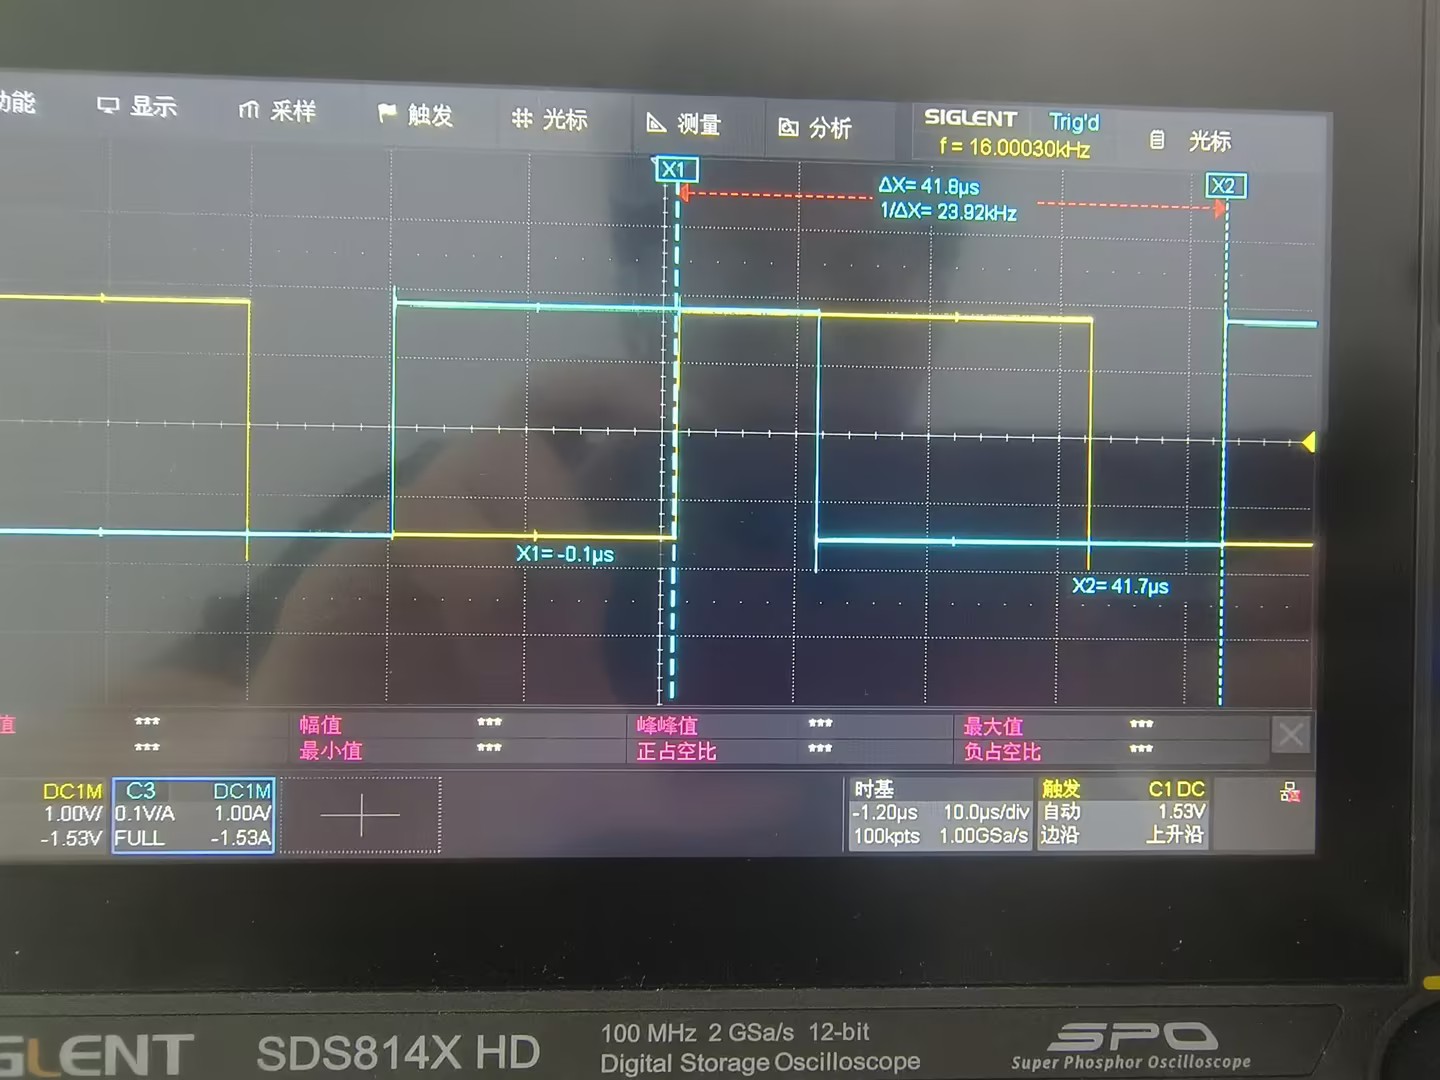 功能 显示 采样 触发 光标 测量 分析 SIGLENT Trig'd 光标
f = 16.00030kHz
X1 ΔX= 41.8µs X2
1/ΔX= 23.92kHz
X1= -0.1µs
X2= 41.7µs
值 *** 幅值 *** 峰峰值 *** 最大值 ***
*** 最小值 *** 正占空比 *** 负占空比 ***
DC1M C3 DC1M 时基 触发 C1 DC
1.00V/ 0.1V/A 1.00A/ -1.20µs 10.0µs/div 自动 1.53V
-1.53V FULL -1.53A 100kpts 1.00GSa/s 边沿 上升沿
SIGLENT SDS814X HD 100 MHz 2 GSa/s 12-bit SPO
Digital Storage Oscilloscope Super Phosphor Oscilloscope